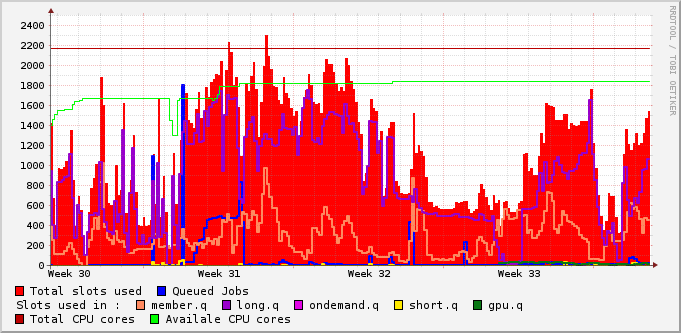 RRDTOOL / TOBI OETIKER
2400
2200
2000
1800
1600
1400
1200
1000
800
600
400
200
0
Week 30 Week 31 Week 32 Week 33
Total slots used Queued Jobs
Slots used in : member.q long.q ondemand.q short.q gpu.q
Total CPU cores Availale CPU cores